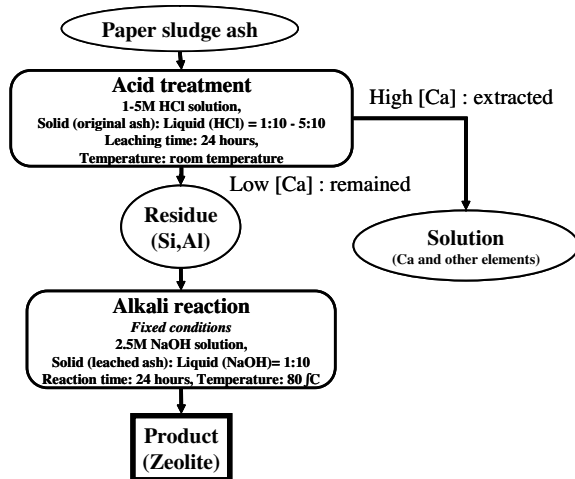 Paper sludge ash
Acid treatment
1-5M HCl solution,
Solid (original ash): Liquid (HCl) = 1:10 - 5:10
Leaching time: 24 hours,
Temperature: room temperature
High [Ca] : extracted
Low [Ca] : remained
Residue
(Si,Al)
Solution
(Ca and other elements)
Alkali reaction
Fixed conditions
2.5M NaOH solution,
Solid (leached ash): Liquid (NaOH)= 1:10
Reaction time: 24 hours, Temperature: 80 ∫C
Product
(Zeolite)